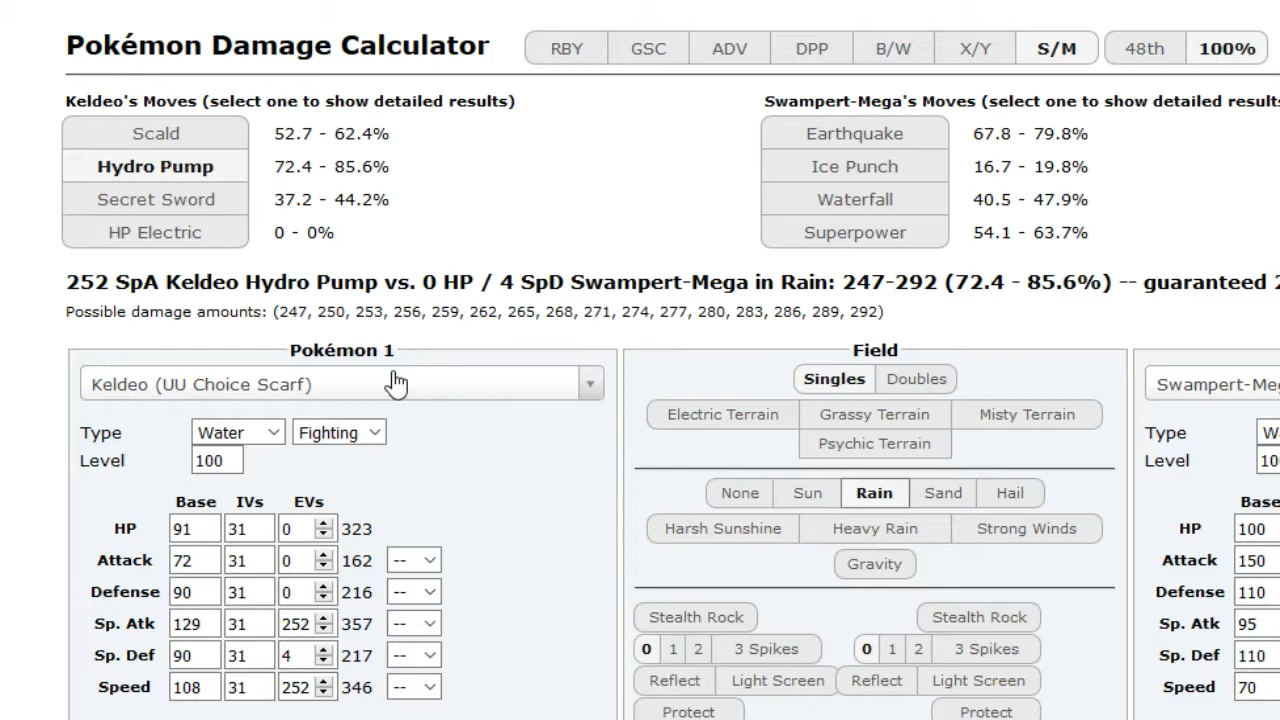 Pokémon Damage Calculator RBY GSC ADV DPP B/W X/Y S/M 48th 100%
Keldeo's Moves (select one to show detailed results)
Scald 52.7 - 62.4%
Hydro Pump 72.4 - 85.6%
Secret Sword 37.2 - 44.2%
HP Electric 0 - 0%
Swampert-Mega's Moves (select one to show detailed results
Earthquake 67.8 - 79.8%
Ice Punch 16.7 - 19.8%
Waterfall 40.5 - 47.9%
Superpower 54.1 - 63.7%
252 SpA Keldeo Hydro Pump vs. 0 HP / 4 SpD Swampert-Mega in Rain: 247-292 (72.4 - 85.6%) -- guaranteed 2
Possible damage amounts: (247, 250, 253, 256, 259, 262, 265, 268, 271, 274, 277, 280, 283, 286, 289, 292)
Pokémon 1
Keldeo (UU Choice Scarf)
Type Water Fighting
Level 100
Base IVs EVs
HP 91 31 0 323
Attack 72 31 0 162 --
Defense 90 31 0 216 --
Sp. Atk 129 31 252 357 --
Sp. Def 90 31 4 217 --
Speed 108 31 252 346 --
Field
Singles Doubles
Electric Terrain Grassy Terrain Misty Terrain
Psychic Terrain
None Sun Rain Sand Hail
Harsh Sunshine Heavy Rain Strong Winds
Gravity
Stealth Rock Stealth Rock
0 1 2 3 Spikes 0 1 2 3 Spikes
Reflect Light Screen Reflect Light Screen
Protect Protect
Swampert-Meg
Type W
Level 10
Base
HP 100
Attack 150
Defense 110
Sp. Atk 95
Sp. Def 110
Speed 70